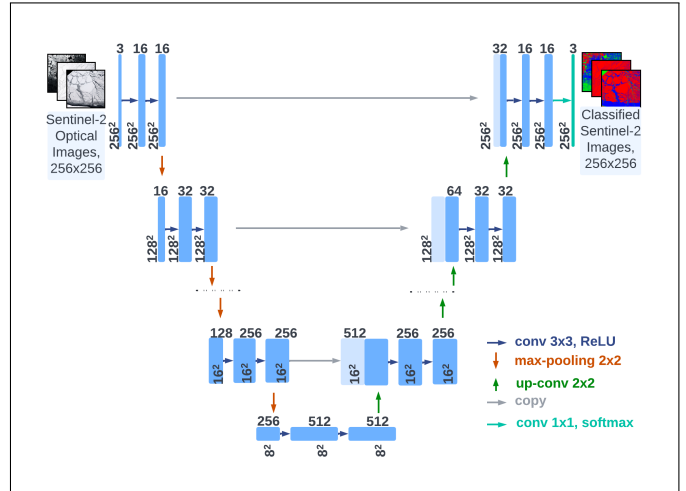 3 16 16
32 16 16 3
256² 256² 256²
256² 256² 256² 256²
Sentinel-2
Optical
Images,
256x256
Classified
Sentinel-2
Images,
256x256
16 32 32
64 32 32
128² 128² 128²
128² 128² 128²
128 256 256
512 256 256
16² 16² 16²
16² 16² 16²
256 512 512
8² 8² 8²
conv 3x3, ReLU
max-pooling 2x2
up-conv 2x2
copy
conv 1x1, softmax